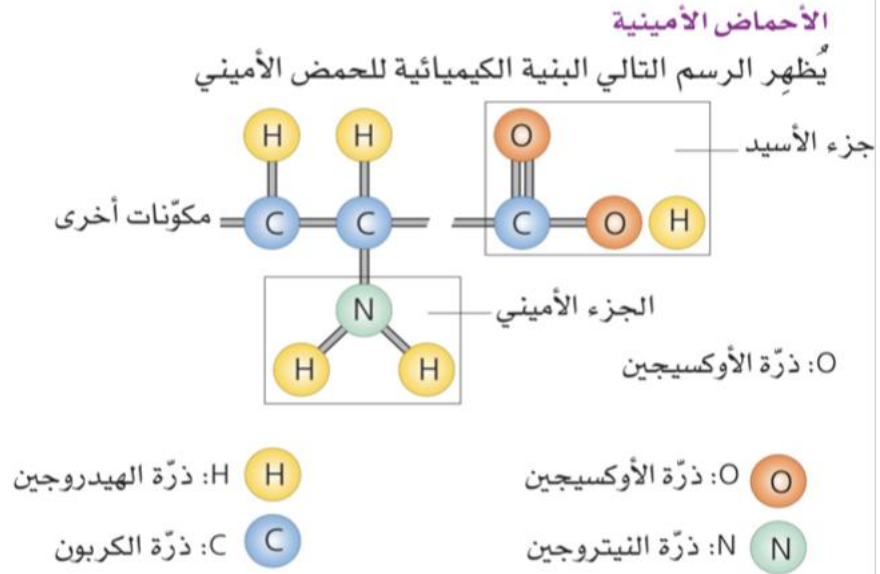 الأحماض الأمينية
يُظهِر الرسم التالي البنية الكيميائية للحمض الأميني
H H O
جزء الأسيد
مكوّنات أخرى C C C O H
N الجزء الأميني
H H
O: ذرّة الأوكسيجين
O O: ذرّة الأوكسيجين
H H: ذرّة الهيدروجين
N N: ذرّة النيتروجين
C C: ذرّة الكربون